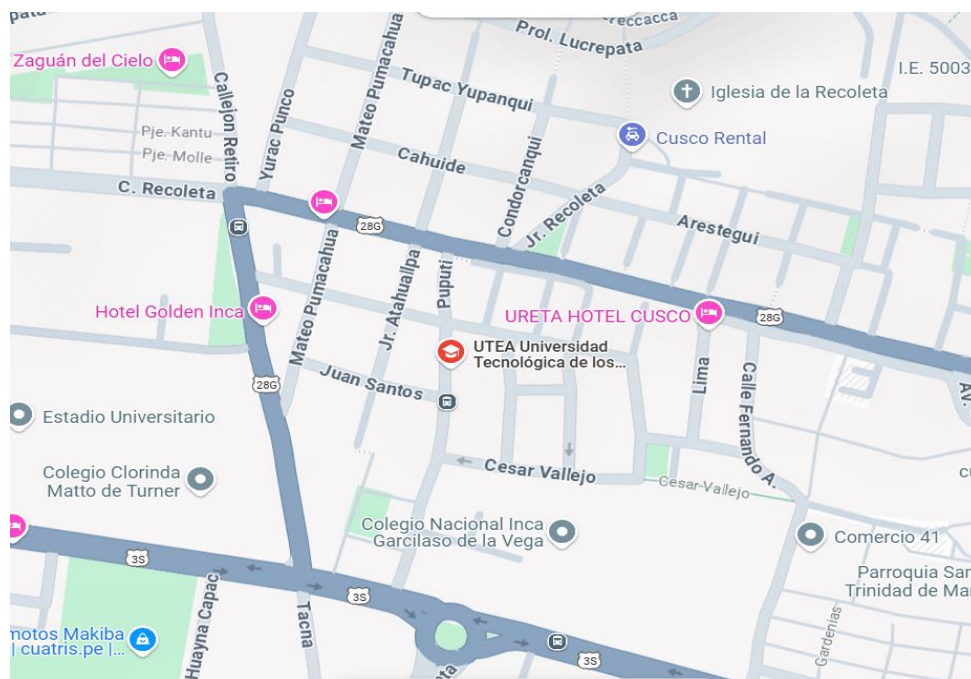 Prol. Lucrepata
Zaguán del Cielo
I.E. 5003
Tupac Yupanqui
Iglesia de la Recoleta
Callejon Retiro
Yurac Punco
Mateo Pumacahua
Pje. Kantu
Pje. Molle
Cusco Rental
Cahuide
Condorcanqui
C. Recoleta
Jr. Recoleta
Arestegui
28G
Puputi
Jr. Atahuallpa
Mateo Pumacahua
Hotel Golden Inca
URETA HOTEL CUSCO
28G
UTEA Universidad
Tecnológica de los...
28G
Juan Santos
Lima
Calle Fernando A.
AV.
Estadio Universitario
Colegio Clorinda
Matto de Turner
Cesar Vallejo
Cesar Vallejo
Colegio Nacional Inca
Garcilaso de la Vega
Comercio 41
3S
Parroquia San
Trinidad de Ma
3S
Huayna Capac
Tacna
Gardenias
motos Makiba
| cuatris.pe |...
3S